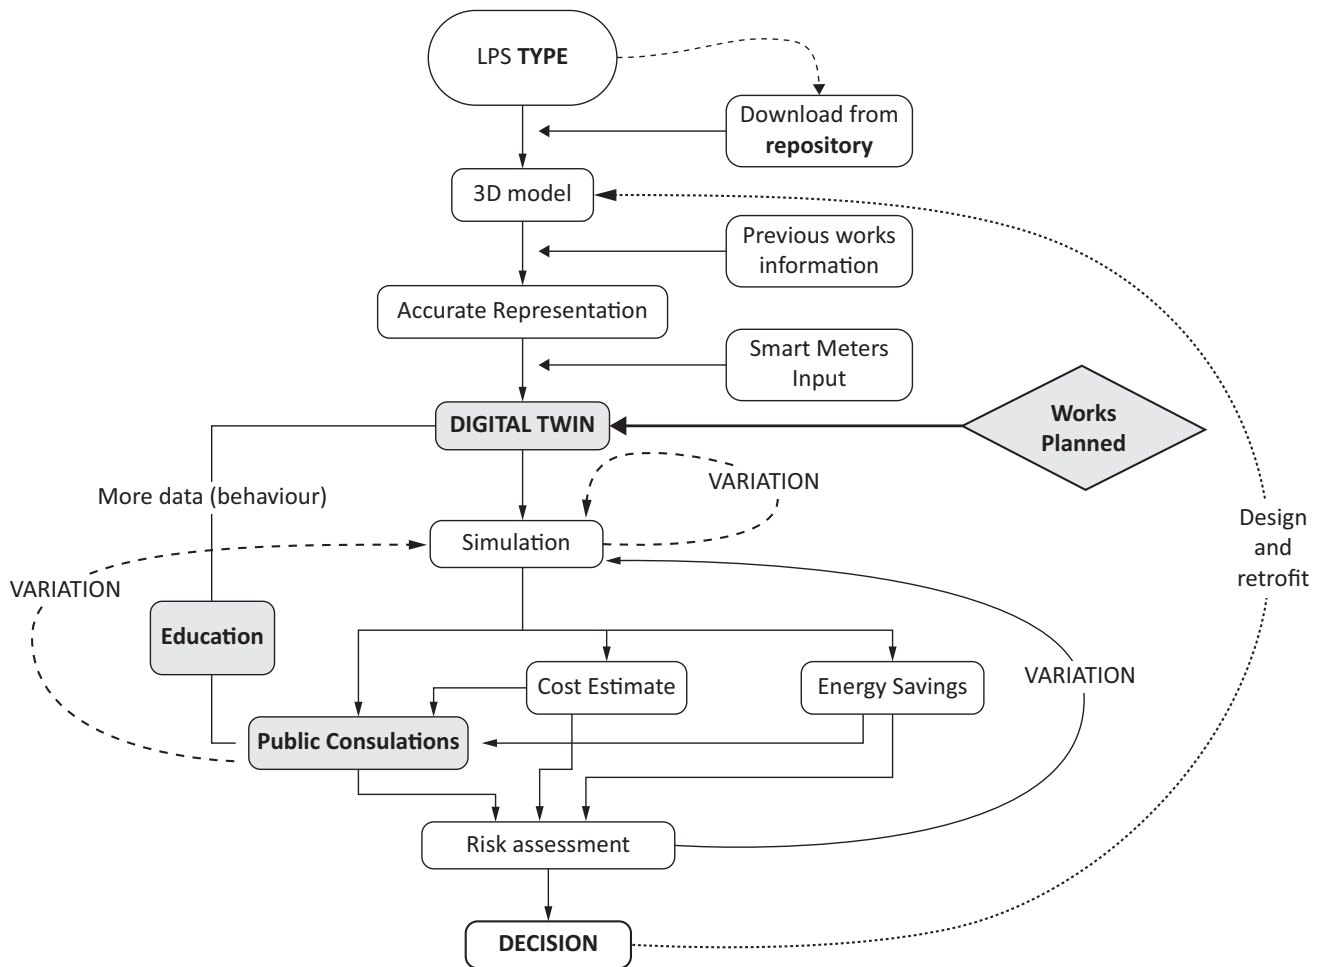 LPS TYPE
Download from
repository
3D model
Previous works
information
Accurate Representation
Smart Meters
Input
DIGITAL TWIN
Works
Planned
VARIATION
More data (behaviour)
Design
and
retrofit
Simulation
VARIATION
Education
VARIATION
Cost Estimate
Energy Savings
Public Consulations
Risk assessment
DECISION